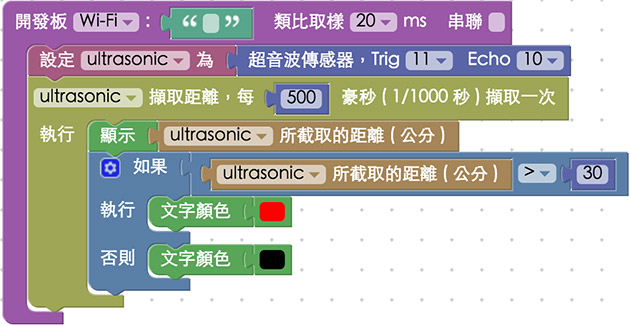 開發板 Wi-Fi : “ ” 類比取樣 20 ms 串聯
設定 ultrasonic 為 超音波傳感器，Trig 11 Echo 10
ultrasonic 擷取距離，每 500 豪秒 ( 1/1000 秒 ) 擷取一次
執行 顯示 ultrasonic 所截取的距離 ( 公分 )
如果 ultrasonic 所截取的距離 ( 公分 ) > 30
執行 文字顏色
否則 文字顏色